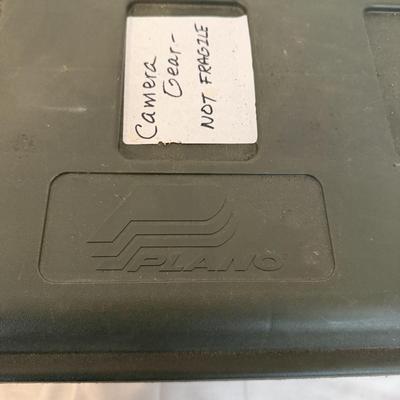 Camera
Gear-
NOT FRAGILE
PLANO